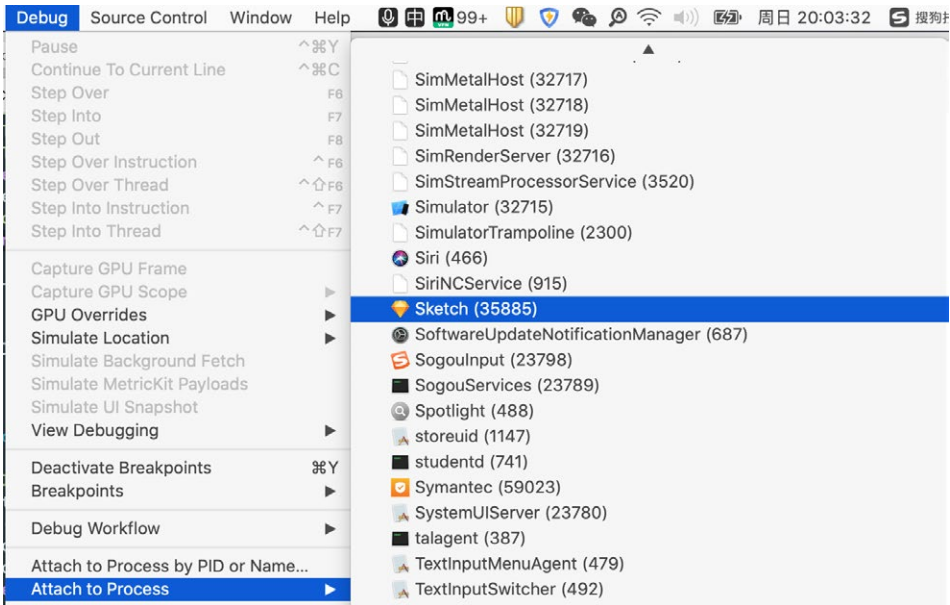 Debug Source Control Window Help 中 VPN 99+ 周日 20:03:32 搜狗
Pause ^⌘Y
Continue To Current Line ^⌘C
Step Over F6
Step Into F7
Step Out F8
Step Over Instruction ^F6
Step Over Thread ^⇧F6
Step Into Instruction ^F7
Step Into Thread ^⇧F7
Capture GPU Frame
Capture GPU Scope
GPU Overrides
Simulate Location
Simulate Background Fetch
Simulate MetricKit Payloads
Simulate UI Snapshot
View Debugging
Deactivate Breakpoints ⌘Y
Breakpoints
Debug Workflow
Attach to Process by PID or Name...
Attach to Process
SimMetalHost (32717)
SimMetalHost (32718)
SimMetalHost (32719)
SimRenderServer (32716)
SimStreamProcessorService (3520)
Simulator (32715)
SimulatorTrampoline (2300)
Siri (466)
SiriNCService (915)
Sketch (35885)
SoftwareUpdateNotificationManager (687)
SogouInput (23798)
SogouServices (23789)
Spotlight (488)
storeuid (1147)
studentd (741)
Symantec (59023)
SystemUIServer (23780)
talagent (387)
TextInputMenuAgent (479)
TextInputSwitcher (492)